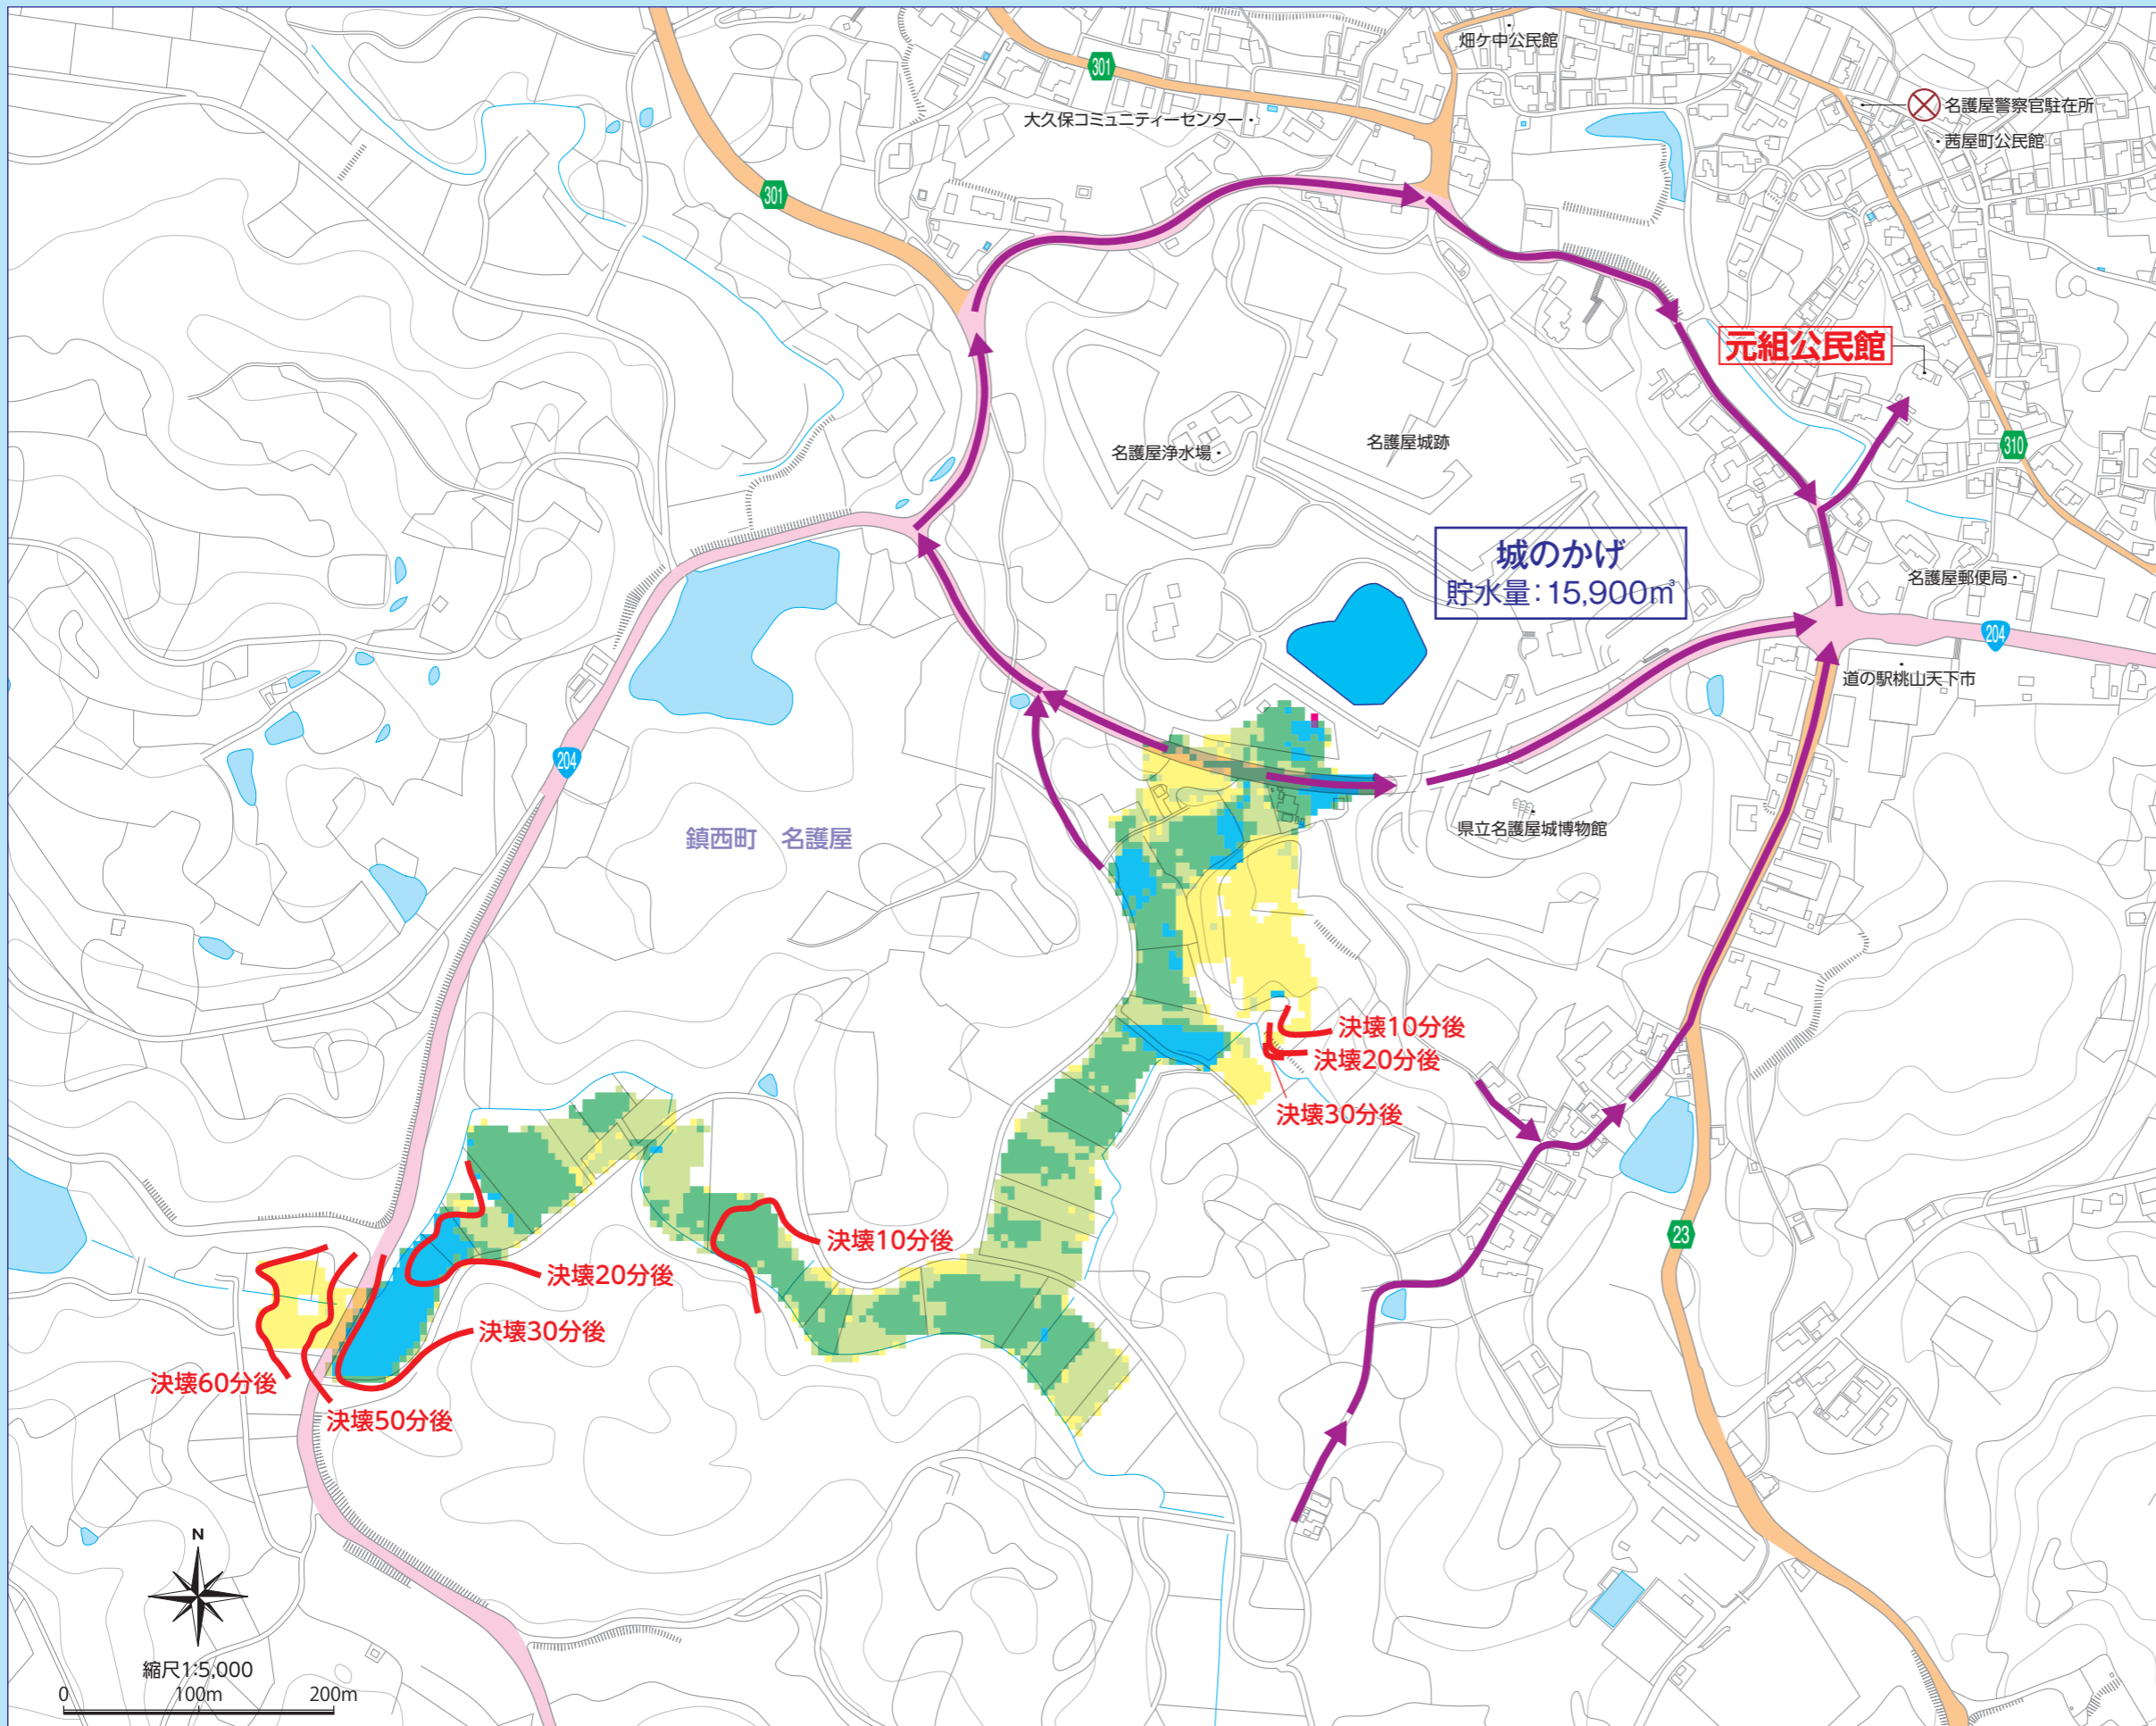 畑ケ中公民館
301
大久保コミュニティーセンター
名護屋警察官駐在所
茜屋町公民館
301
元組公民館
名護屋浄水場
名護屋城跡
310
城のかげ
貯水量：15,900㎥
名護屋郵便局
204
道の駅桃山天下市
204
鎮西町　名護屋
県立名護屋城博物館
決壊10分後
決壊20分後
決壊30分後
決壊10分後
23
決壊20分後
決壊30分後
決壊60分後
決壊50分後
N
縮尺1:5,000
0 100m 200m